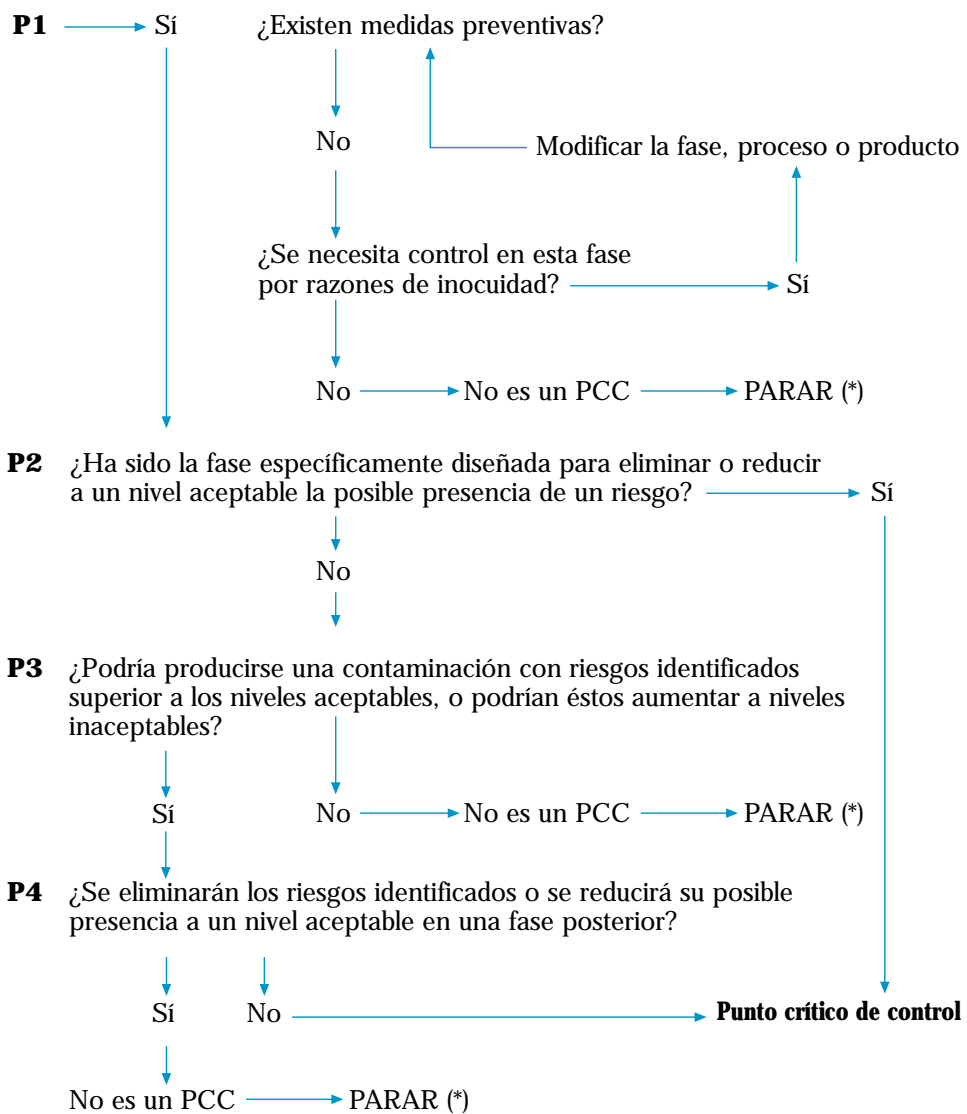 P1 Sí ¿Existen medidas preventivas?
No
Modificar la fase, proceso o producto
¿Se necesita control en esta fase
por razones de inocuidad? Sí
No No es un PCC PARAR (*)
P2 ¿Ha sido la fase específicamente diseñada para eliminar o reducir
a un nivel aceptable la posible presencia de un riesgo? Sí
No
P3 ¿Podría producirse una contaminación con riesgos identificados
superior a los niveles aceptables, o podrían éstos aumentar a niveles
inaceptables?
Sí No No es un PCC PARAR (*)
P4 ¿Se eliminarán los riesgos identificados o se reducirá su posible
presencia a un nivel aceptable en una fase posterior?
Sí No Punto crítico de control
No es un PCC PARAR (*)